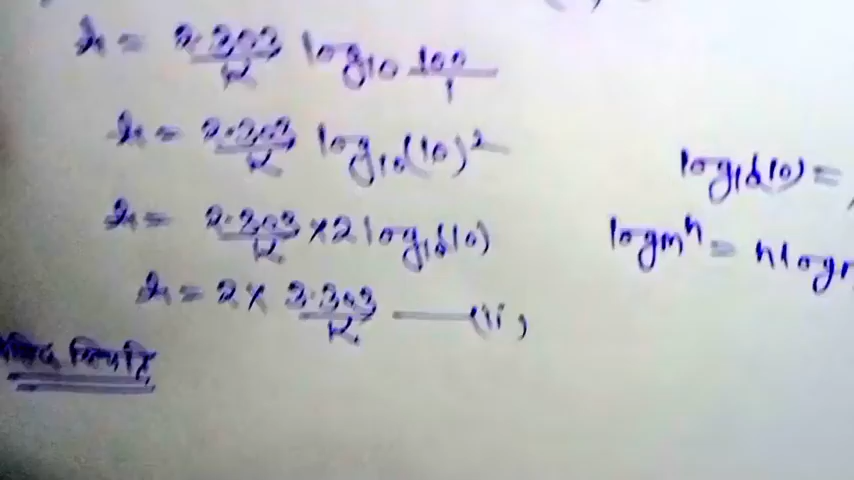 = 2.303/K log10 100/1
= 2.303/K log10(10)²
log10(10) =
= 2.303/K × 2 log10(10)
log mⁿ = n log
= 2 × 2.303/K —— (ii)